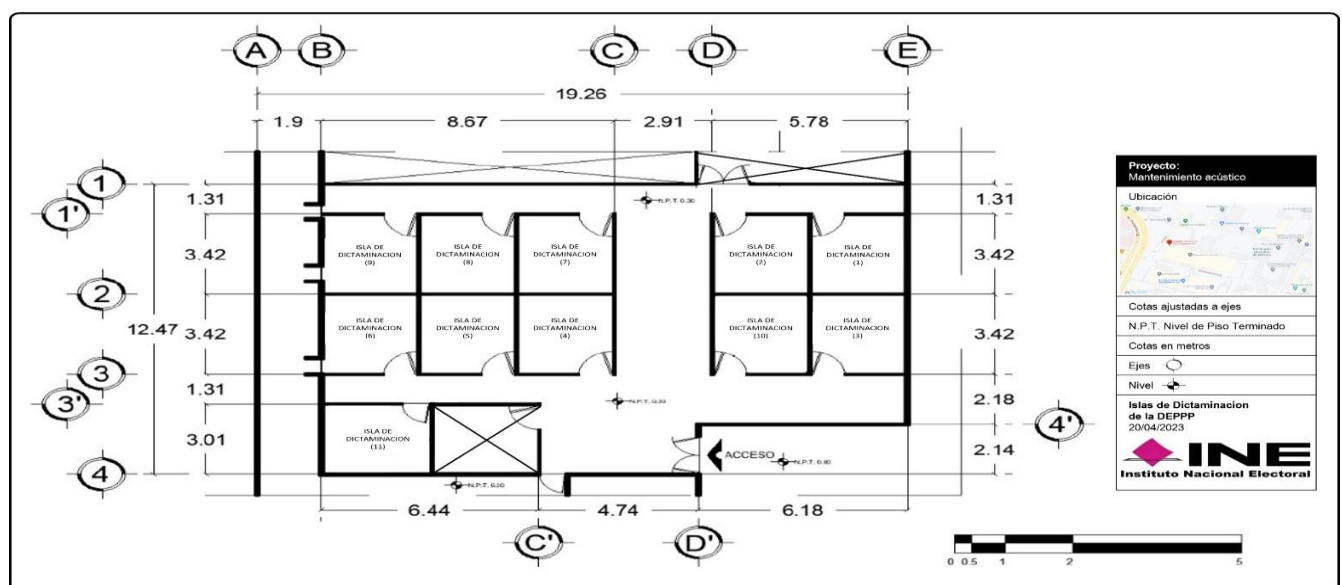 A B C D E
19.26
1.9 8.67 2.91 5.78
1
1'
2
3
3'
4
12.47
1.31
3.42
3.42
1.31
3.01
N.P.T. 0.30
ISLA DE
DICTAMINACION
(9)
ISLA DE
DICTAMINACION
(8)
ISLA DE
DICTAMINACION
(7)
ISLA DE
DICTAMINACION
(2)
ISLA DE
DICTAMINACION
(1)
ISLA DE
DICTAMINACION
(6)
ISLA DE
DICTAMINACION
(5)
ISLA DE
DICTAMINACION
(4)
ISLA DE
DICTAMINACION
(10)
ISLA DE
DICTAMINACION
(3)
ISLA DE
DICTAMINACION
(11)
N.P.T.
ACCESO
N.P.T.
N.P.T.
1.31
3.42
3.42
2.18
2.14
4'
6.44 4.74 6.18
C' D'
Proyecto:
Mantenimiento acústico
Ubicación
Cotas ajustadas a ejes
N.P.T. Nivel de Piso Terminado
Cotas en metros
Ejes
Nivel
Islas de Dictaminacion
de la DEPPP
20/04/2023
INE
Instituto Nacional Electoral
0 0.5 1 2 5